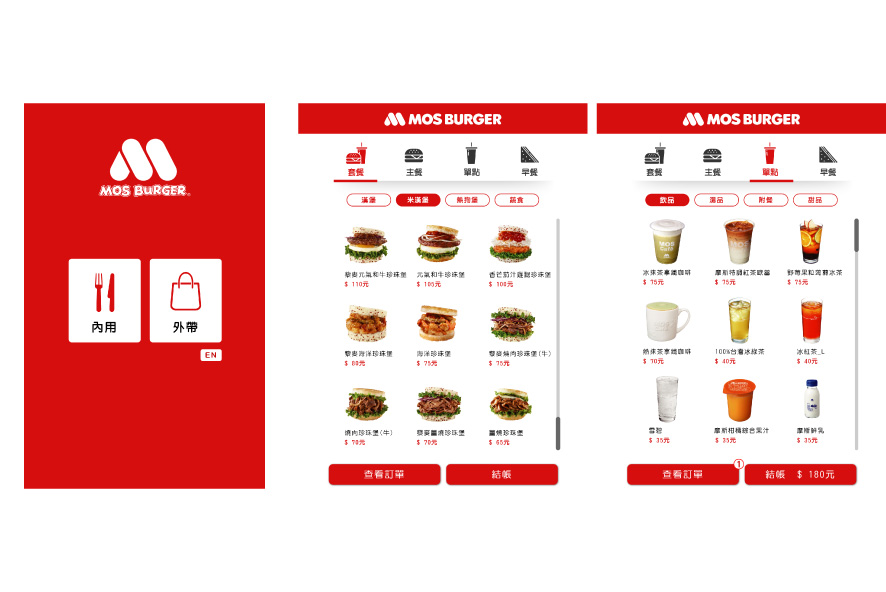 MOS BURGER
內用
外帶
EN
MOS BURGER
套餐 主餐 單點 早餐
漢堡 米漢堡 熱狗堡 蔬食
藜麥元氣和牛珍珠堡 元氣和牛珍珠堡 香芒茄汁雞腿珍珠堡
$ 110元 $ 105元 $ 100元
藜麥海洋珍珠堡 海洋珍珠堡 藜麥燒肉珍珠堡(牛)
$ 80元 $ 75元 $ 75元
燒肉珍珠堡(牛) 藜麥薑燒珍珠堡 薑燒珍珠堡
$ 70元 $ 70元 $ 65元
查看訂單 結帳
MOS BURGER
套餐 主餐 單點 早餐
飲品 湯品 附餐 甜品
冰抹茶拿鐵咖啡 摩斯特調紅茶歐蕾 野莓果粒蒟蒻冰茶
$ 75元 $ 75元 $ 75元
熱抹茶拿鐵咖啡 100%台灣冰綠茶 冰紅茶_L
$ 70元 $ 40元 $ 40元
雪碧 摩斯柑橘綜合果汁 摩斯鮮乳
$ 35元 $ 35元 $ 35元
查看訂單 1 結帳 $ 180元